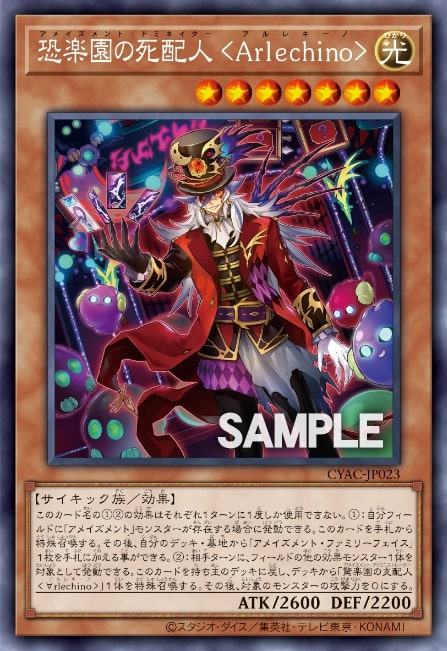 アメイズメント・ドミネイター アルレキーノ
恐楽園の死配人 <Arlechino>
ひかり
光
SAMPLE
CYAC-JP023
【サイキック族／効果】
このカード名の①②の効果はそれぞれ1ターンに1度しか使用できない。①：自分フィー
ルドに「アメイズメント」モンスターが存在する場合に発動できる。このカードを手札から
特殊召喚する。その後、自分のデッキ・墓地から「アメイズメント・ファミリーフェイス」
1枚を手札に加える事ができる。②：相手ターンに、フィールドの他の効果モンスター1体を
対象として発動できる。このカードを持ち主のデッキに戻し、デッキから「驚楽園の支配人
<∀rlechino>」1体を特殊召喚する。その後、対象のモンスターの攻撃力を0にする。
ATK/2600 DEF/2200
©スタジオ・ダイス／集英社・テレビ東京・KONAMI